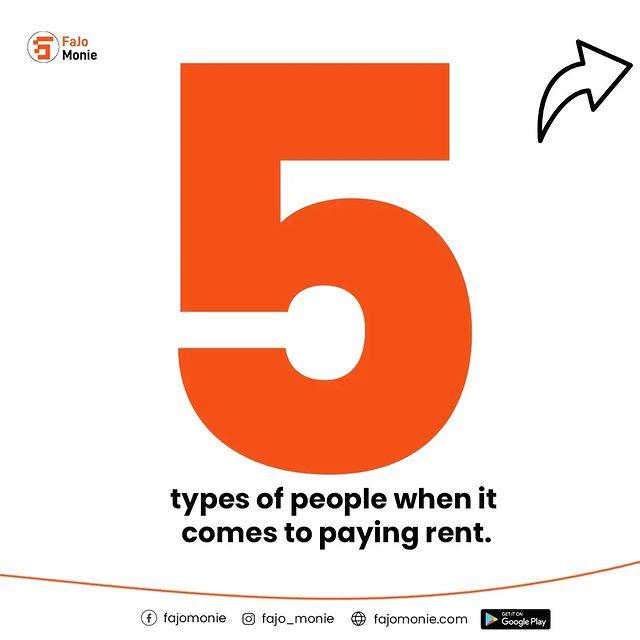 FaJo
Monie
5
types of people when it
comes to paying rent.
fajomonie fajo_monie fajomonie.com GET IT ON Google Play